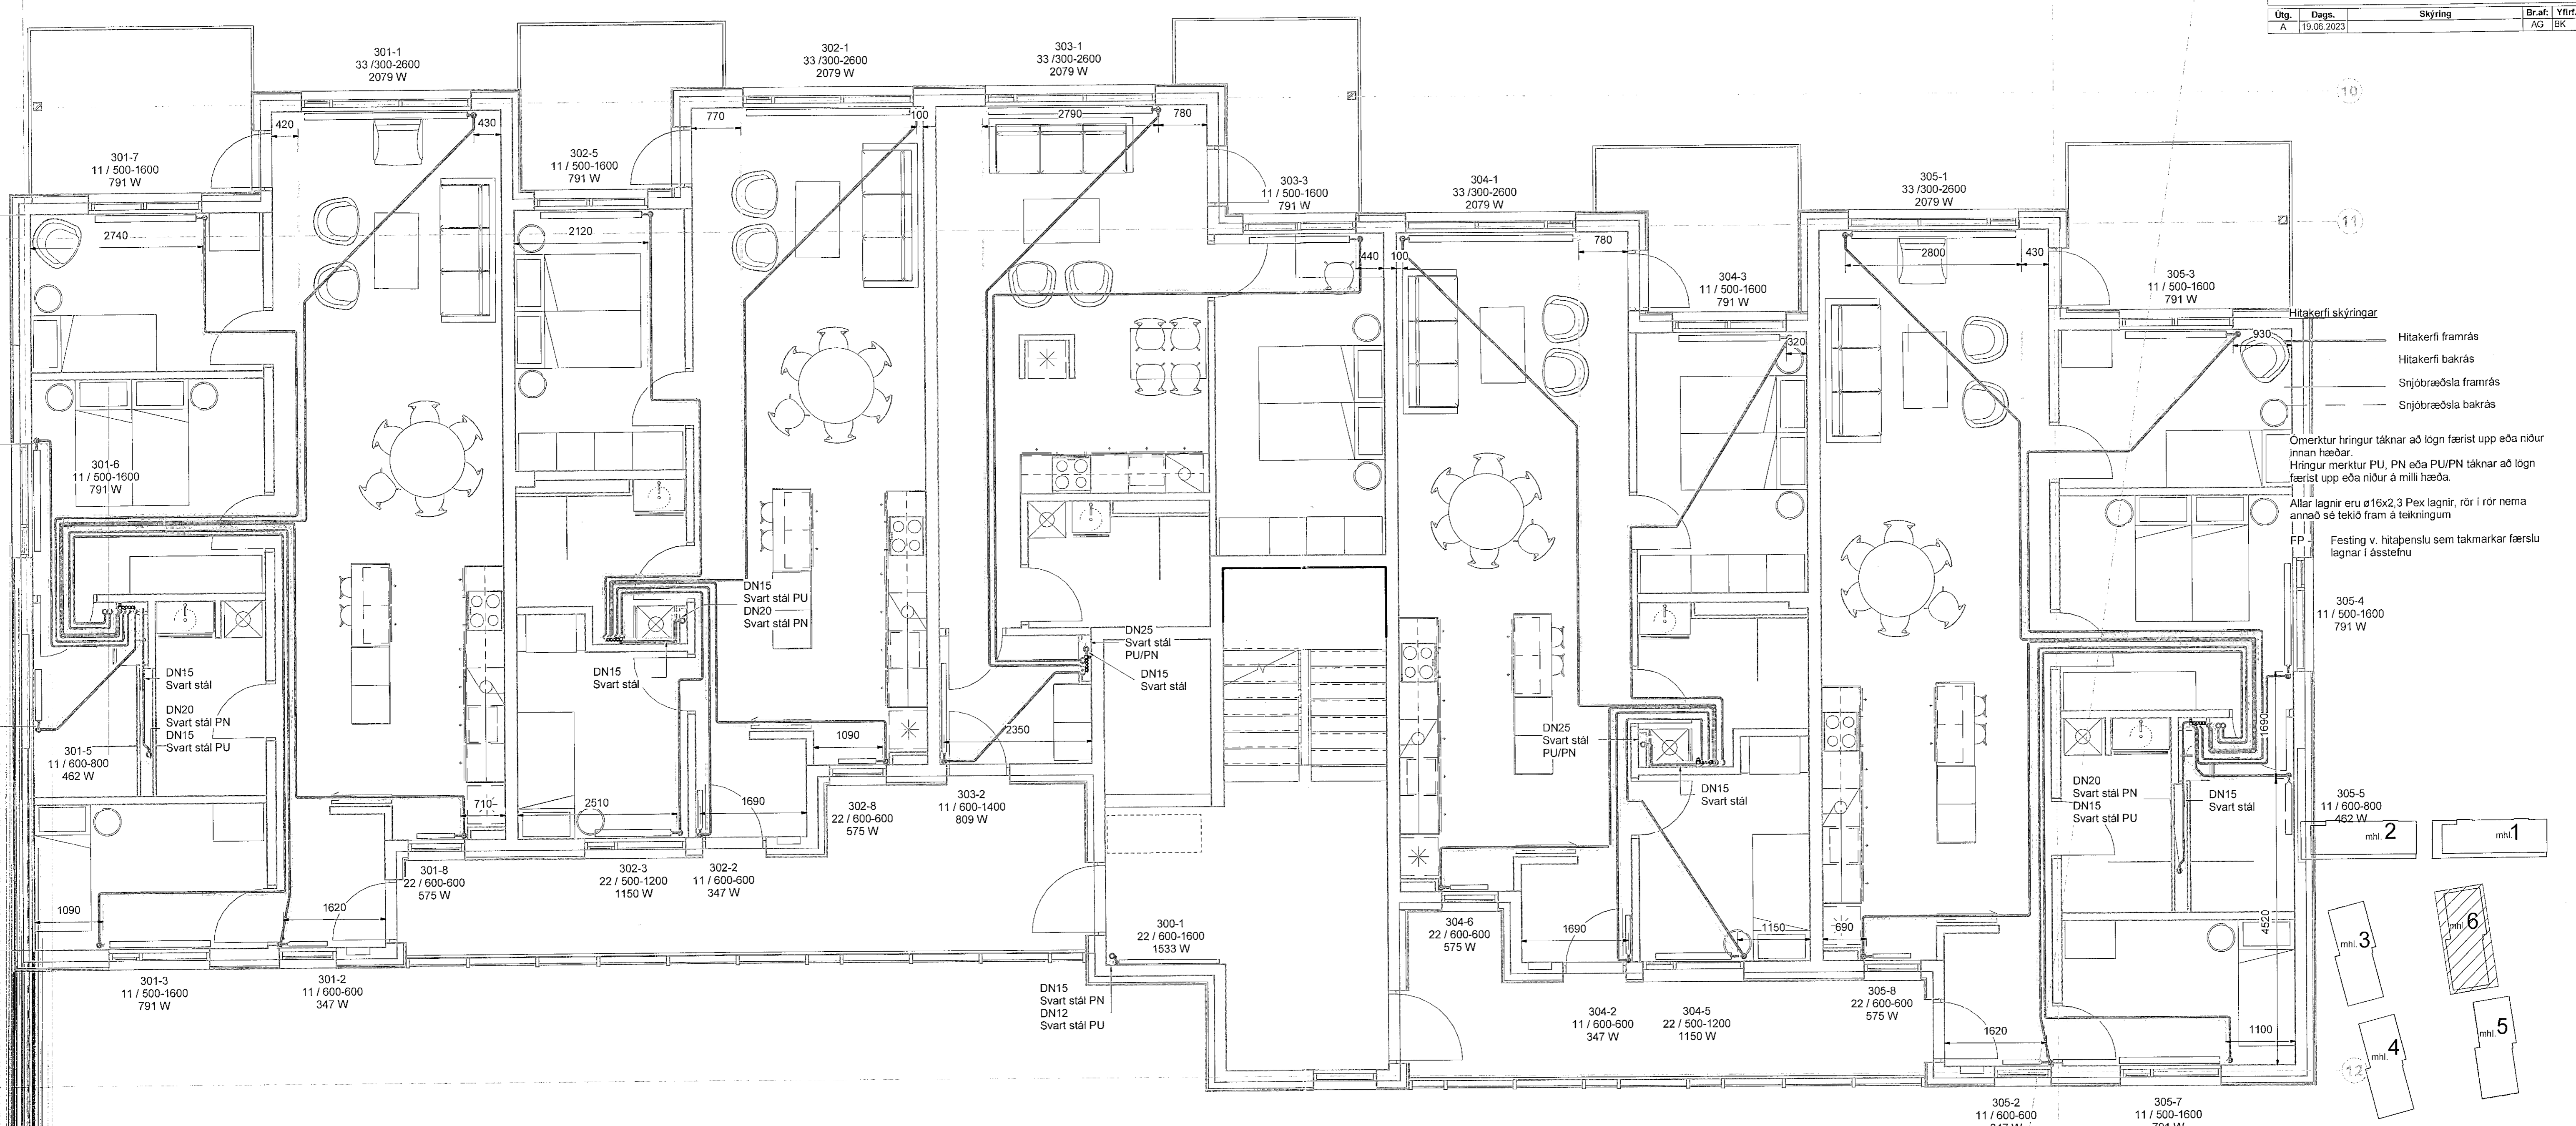 Útg. Dags. Skýring Br.af: Yfirf.
A 19.06.2023 AG BK
301-1
33 /300-2600
2079 W
302-1
33 /300-2600
2079 W
303-1
33 /300-2600
2079 W
10
420
430
770
100
2790
780
301-7
11 / 500-1600
791 W
302-5
11 / 500-1600
791 W
303-3
11 / 500-1600
791 W
304-1
33 /300-2600
2079 W
305-1
33 /300-2600
2079 W
11
2740
2120
440
100
780
2800
430
304-3
11 / 500-1600
791 W
305-3
11 / 500-1600
791 W
320
930
Hitakerfi skýringar
Hitakerfi framrás
Hitakerfi bakrás
Snjóbræðsla framrás
Snjóbræðsla bakrás
Ómerktur hringur táknar að lögn færist upp eða niður
innan hæðar.
Hringur merktur PU, PN eða PU/PN táknar að lögn
færist upp eða niður á milli hæða.
Allar lagnir eru ø16x2,3 Pex lagnir, rör í rör nema
annað sé tekið fram á teikningum
FP - Festing v. hitaþenslu sem takmarkar færslu
lagnar í ásstefnu
301-6
11 / 500-1600
791 W
DN15
Svart stál PU
DN20
Svart stál PN
DN15
Svart stál
DN25
Svart stál
PU/PN
DN15
Svart stál
305-4
11 / 500-1600
791 W
DN15
Svart stál
DN20
Svart stál PN
DN15
Svart stál PU
301-5
11 / 600-800
462 W
2350
1090
DN25
Svart stál
PU/PN
DN15
Svart stál
1690
DN20
Svart stál PN
DN15
Svart stál PU
DN15
Svart stál
305-5
11 / 600-800
462 W
710
2510
1690
302-8
22 / 600-600
575 W
303-2
11 / 600-1400
809 W
mhl. 2
mhl. 1
301-8
22 / 600-600
575 W
302-3
22 / 500-1200
1150 W
302-2
11 / 600-600
347 W
1090
1620
300-1
22 / 600-1600
1533 W
304-6
22 / 600-600
575 W
1690
1150
690
4520
mhl. 3
mhl. 6
301-3
11 / 500-1600
791 W
301-2
11 / 600-600
347 W
DN15
Svart stál PN
DN12
Svart stál PU
304-2
11 / 600-600
347 W
304-5
22 / 500-1200
1150 W
305-8
22 / 600-600
575 W
1620
1100
mhl. 4
mhl. 5
12
305-2
11 / 600-600
347 W
305-7
11 / 500-1600
791 W